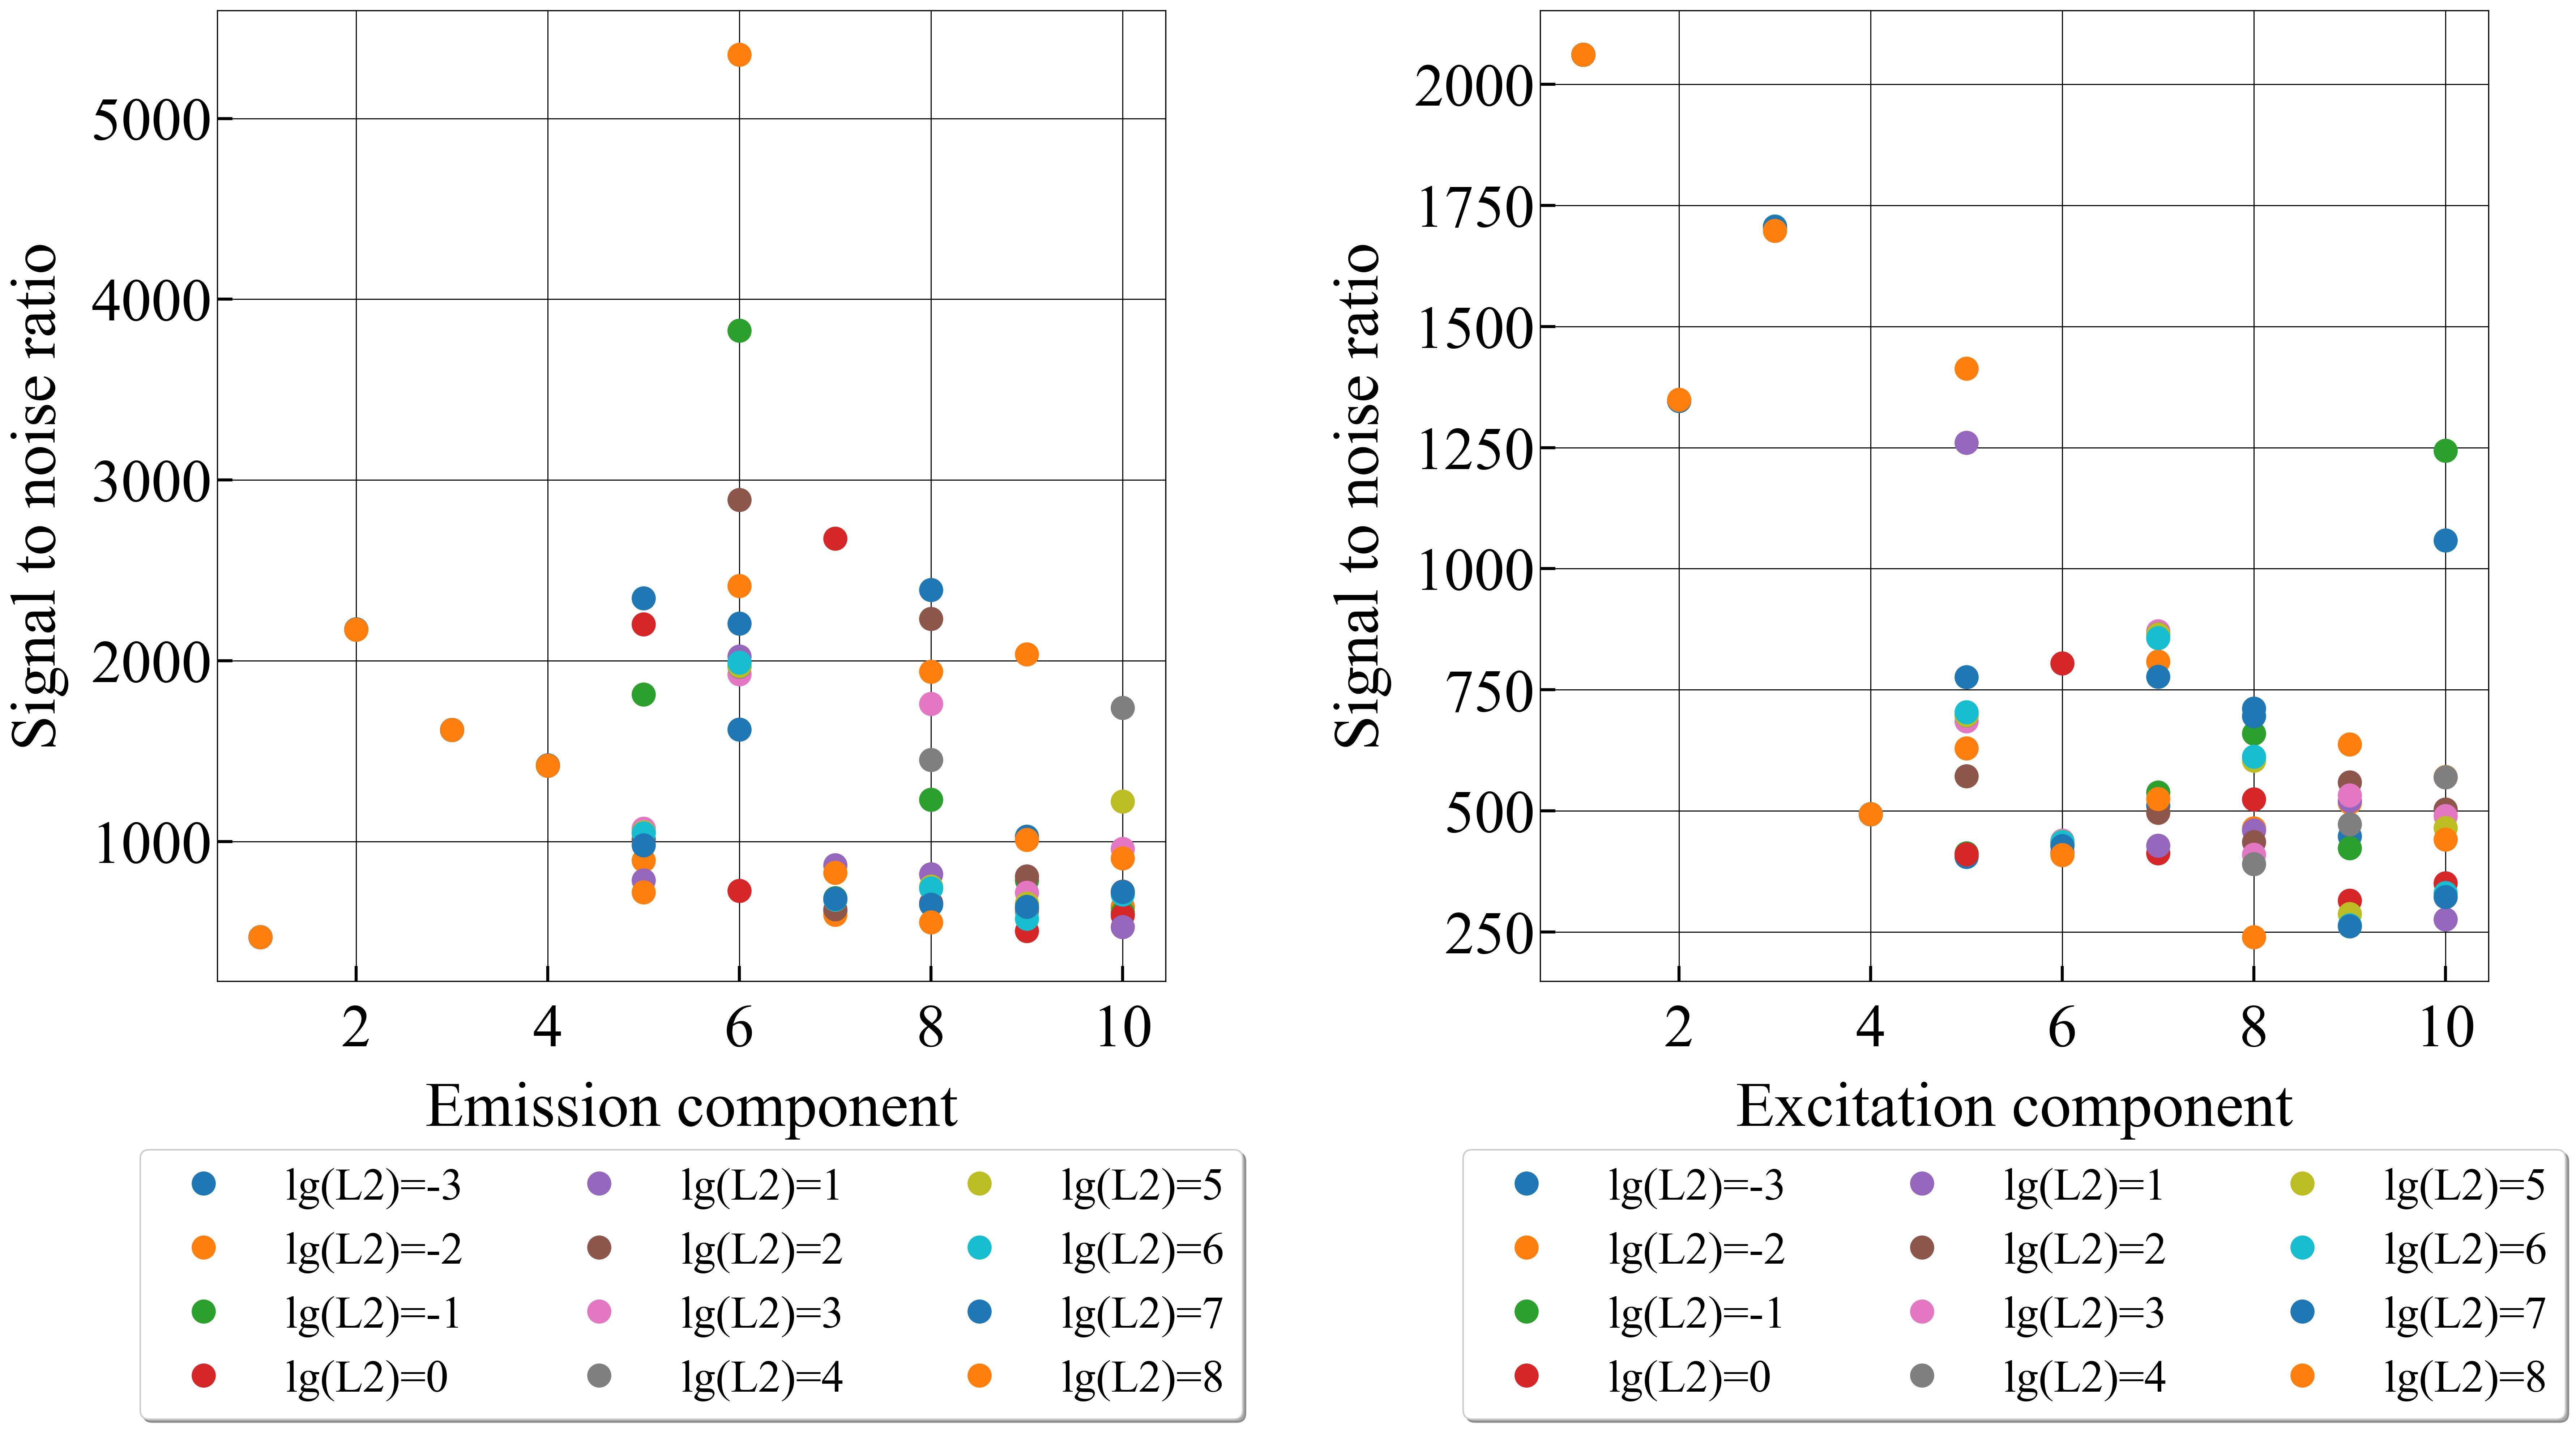 Signal to noise ratio
5000
4000
3000
2000
1000
2 4 6 8 10
Emission component
lg(L2)=-3 lg(L2)=1 lg(L2)=5
lg(L2)=-2 lg(L2)=2 lg(L2)=6
lg(L2)=-1 lg(L2)=3 lg(L2)=7
lg(L2)=0 lg(L2)=4 lg(L2)=8
Signal to noise ratio
2000
1750
1500
1250
1000
750
500
250
2 4 6 8 10
Excitation component
lg(L2)=-3 lg(L2)=1 lg(L2)=5
lg(L2)=-2 lg(L2)=2 lg(L2)=6
lg(L2)=-1 lg(L2)=3 lg(L2)=7
lg(L2)=0 lg(L2)=4 lg(L2)=8